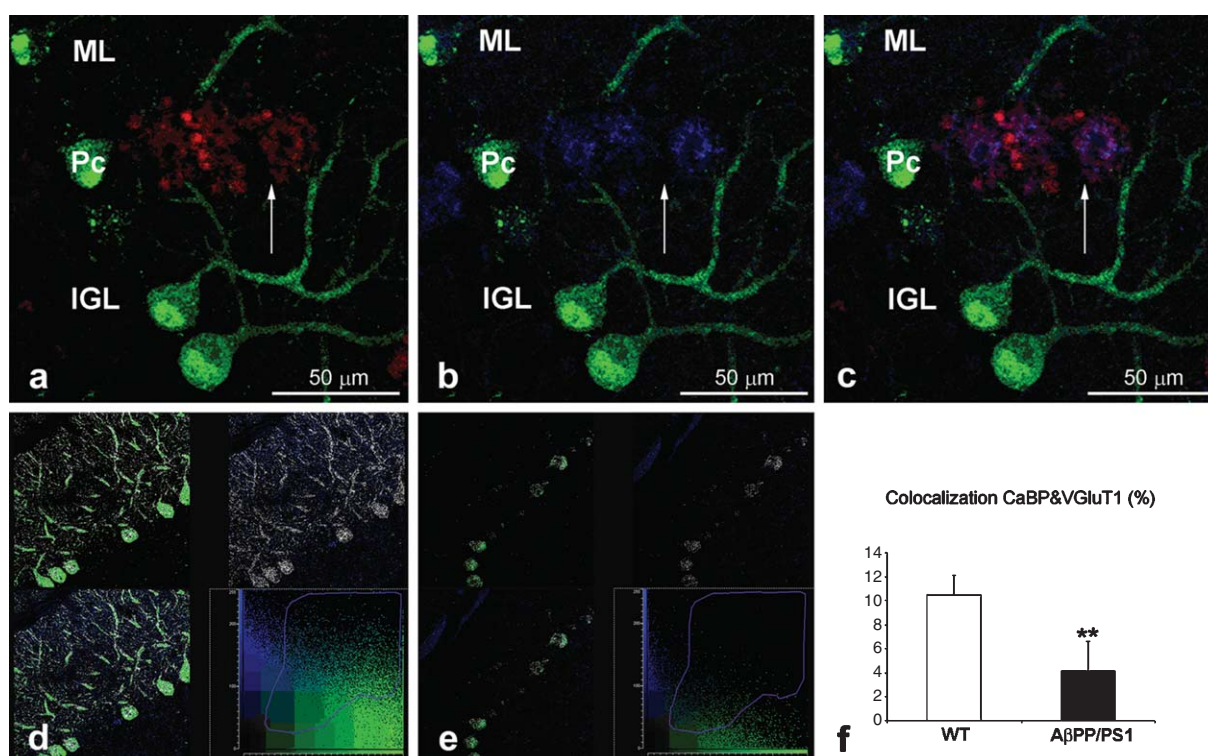 ML
Pc
IGL
a
50 μm
ML
Pc
IGL
b
50 μm
ML
Pc
IGL
c
50 μm
d
e
Colocalization CaBP&VGluT1 (%)
14
12
10
8
6
4
2
0
**
WT
AβPP/PS1
f